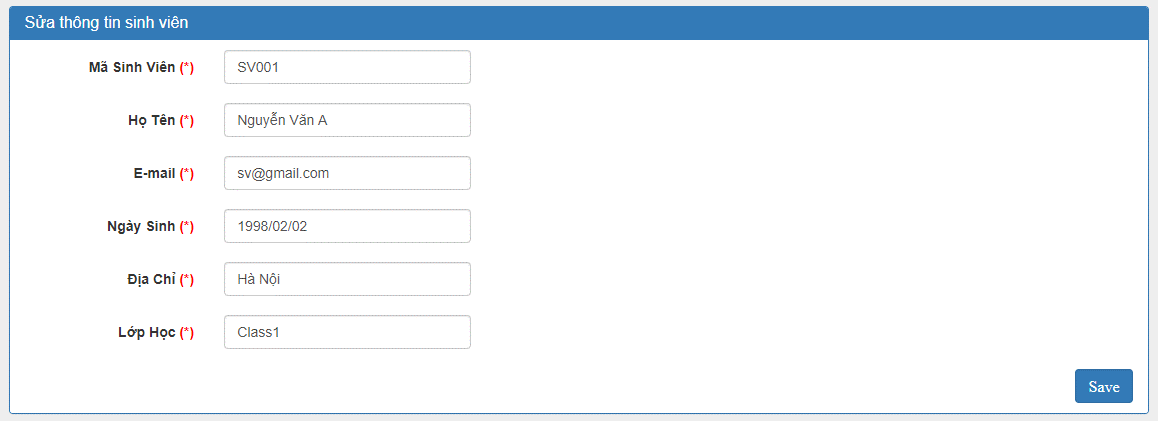 Sửa thông tin sinh viên
Mã Sinh Viên (*) SV001
Họ Tên (*) Nguyễn Văn A
E-mail (*) sv@gmail.com
Ngày Sinh (*) 1998/02/02
Địa Chỉ (*) Hà Nội
Lớp Học (*) Class1
Save